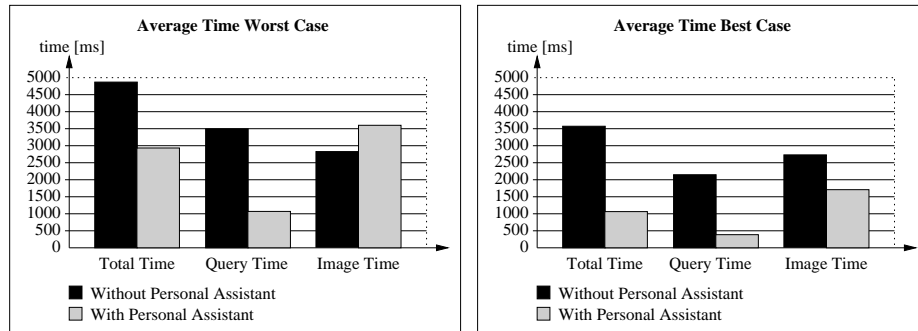 Average Time Worst Case
time [ms]
5000
4500
4000
3500
3000
2500
2000
1500
1000
500
0
Total Time Query Time Image Time
Without Personal Assistant
With Personal Assistant
Average Time Best Case
time [ms]
5000
4500
4000
3500
3000
2500
2000
1500
1000
500
0
Total Time Query Time Image Time
Without Personal Assistant
With Personal Assistant